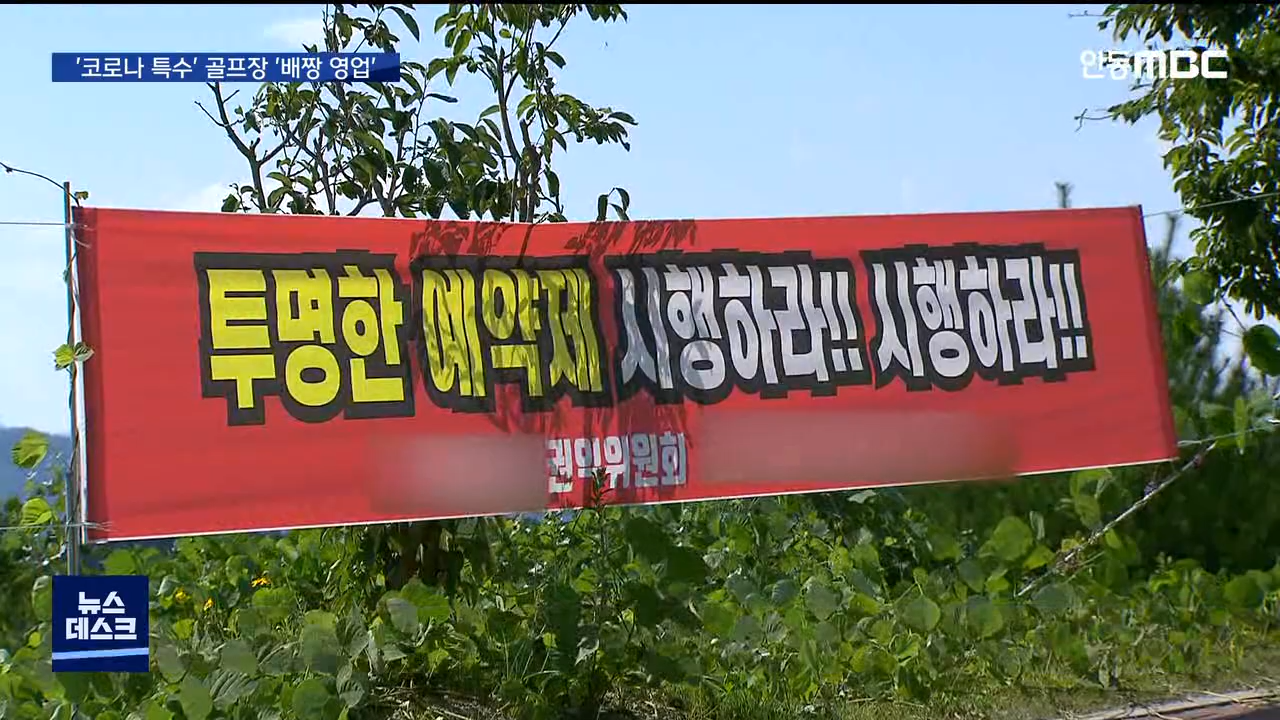 '코로나 특수' 골프장 '배짱 영업'
안동MBC
투명한 예약제 시행하라!! 시행하라!!
권익위원회
뉴스
데스크